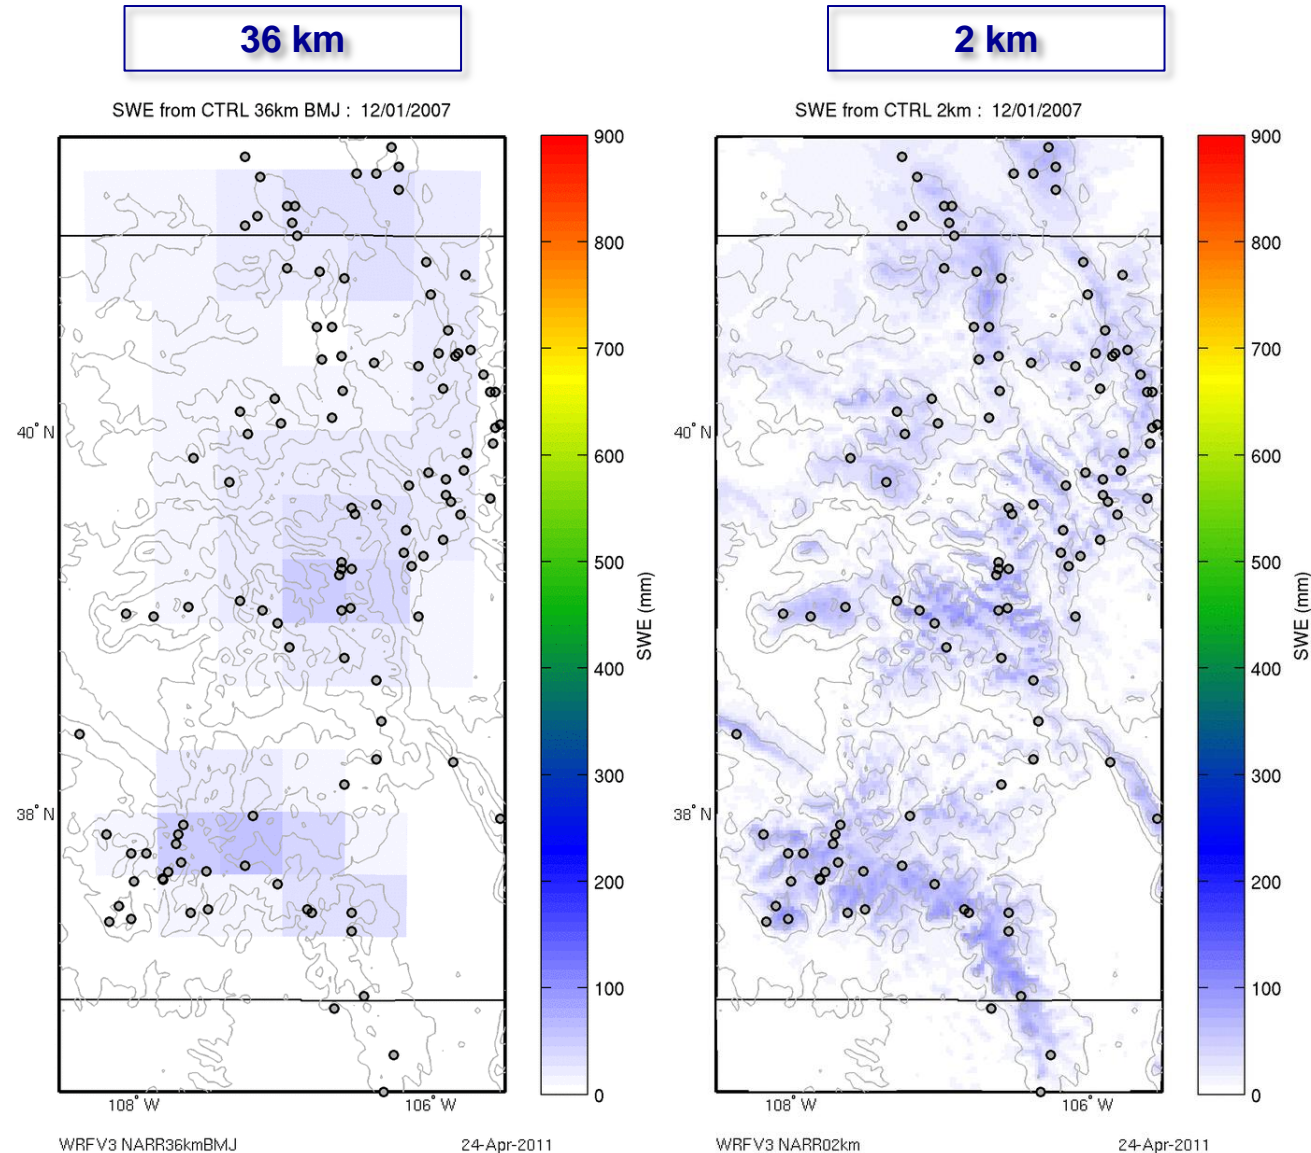 36 km
2 km
SWE from CTRL 36km BMJ : 12/01/2007
SWE from CTRL 2km : 12/01/2007
900
800
700
600
500
400
300
200
100
0
SWE (mm)
900
800
700
600
500
400
300
200
100
0
SWE (mm)
40° N
38° N
40° N
38° N
108° W
106° W
108° W
106° W
WRFV3 NARR36kmBMJ
24-Apr-2011
WRFV3 NARR02km
24-Apr-2011